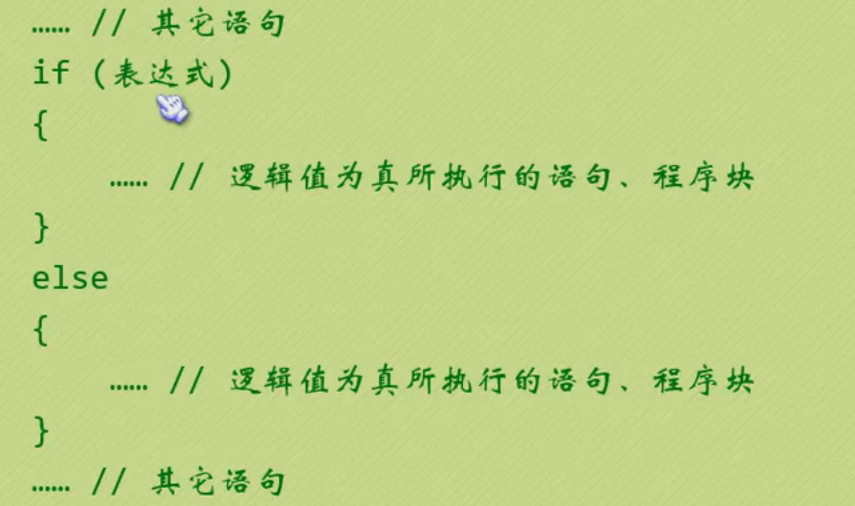 …… // 其它语句
if (表达式)
{
…… // 逻辑值为真所执行的语句、程序块
}
else
{
…… // 逻辑值为真所执行的语句、程序块
}
…… // 其它语句